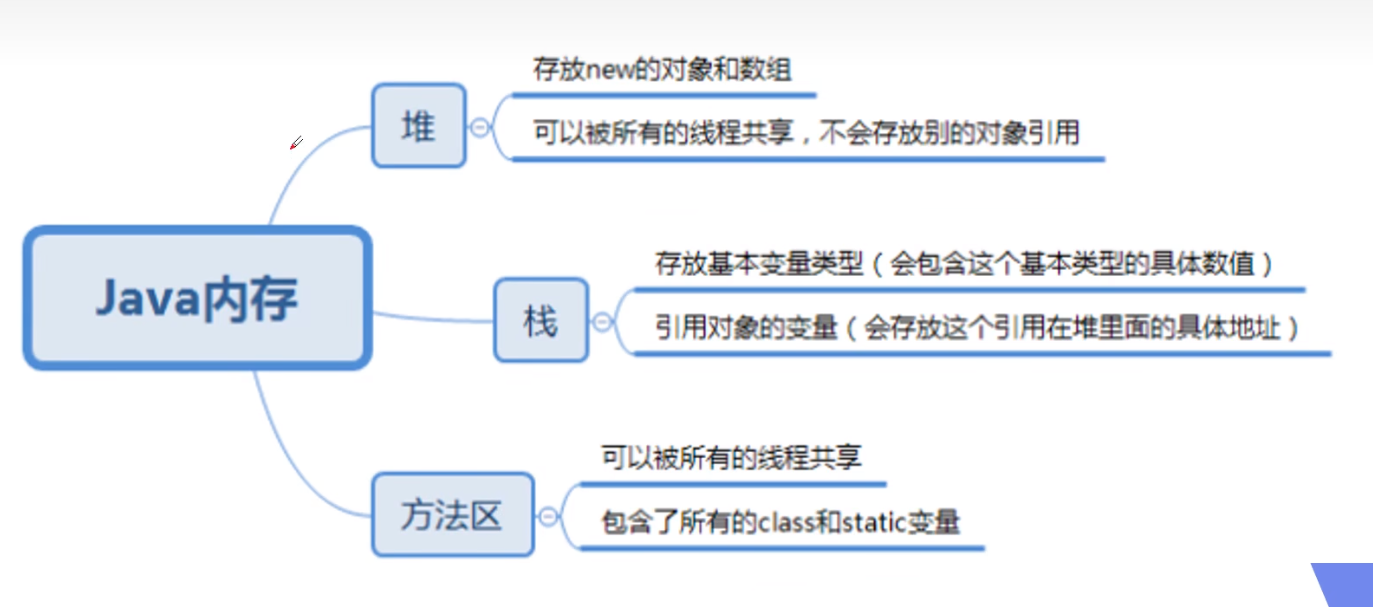 存放new的对象和数组
堆
可以被所有的线程共享，不会存放别的对象引用
存放基本变量类型（会包含这个基本类型的具体数值）
Java内存
栈
引用对象的变量（会存放这个引用在堆里面的具体地址）
可以被所有的线程共享
方法区
包含了所有的class和static变量